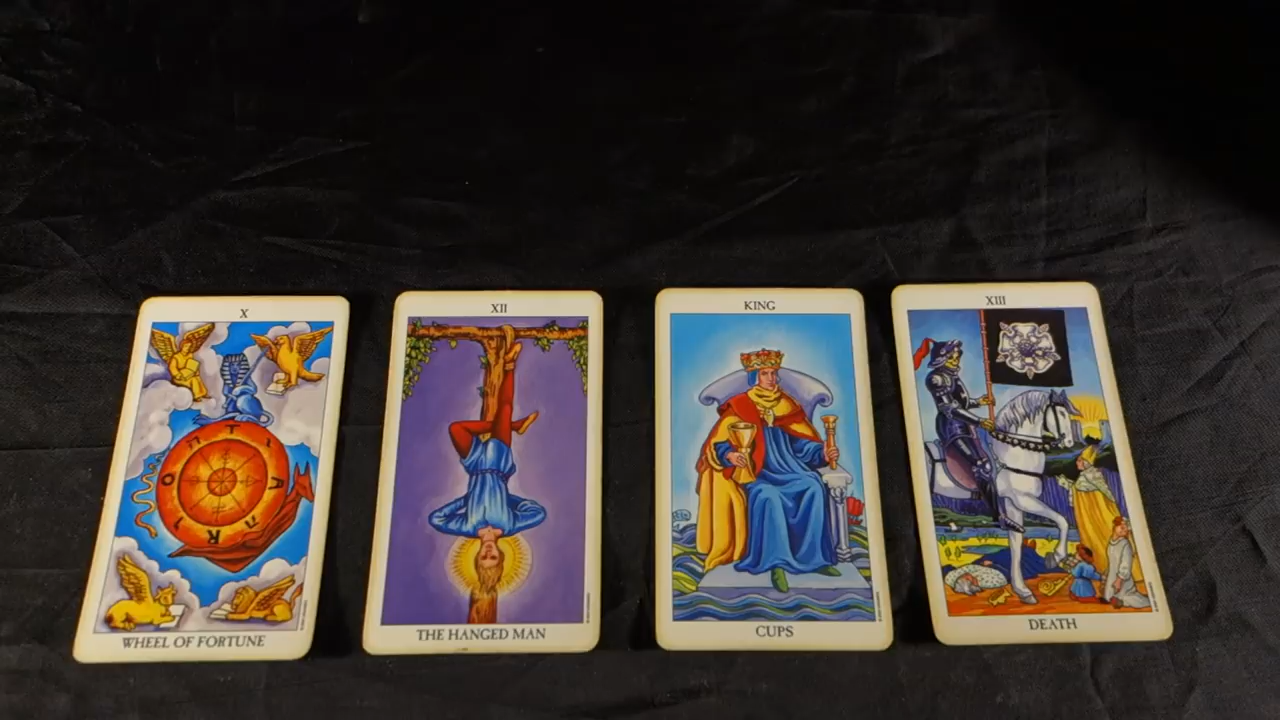 X
WHEEL OF FORTUNE
XII
THE HANGED MAN
KING
CUPS
XIII
DEATH